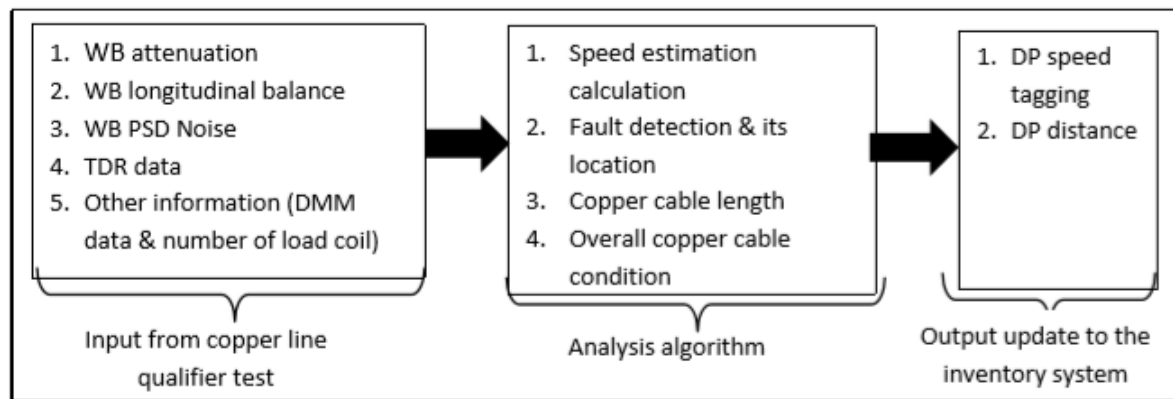 1. WB attenuation
2. WB longitudinal balance
3. WB PSD Noise
4. TDR data
5. Other information (DMM
data & number of load coil)
Input from copper line
qualifier test
1. Speed estimation
calculation
2. Fault detection & its
location
3. Copper cable length
4. Overall copper cable
condition
Analysis algorithm
1. DP speed
tagging
2. DP distance
Output update to the
inventory system